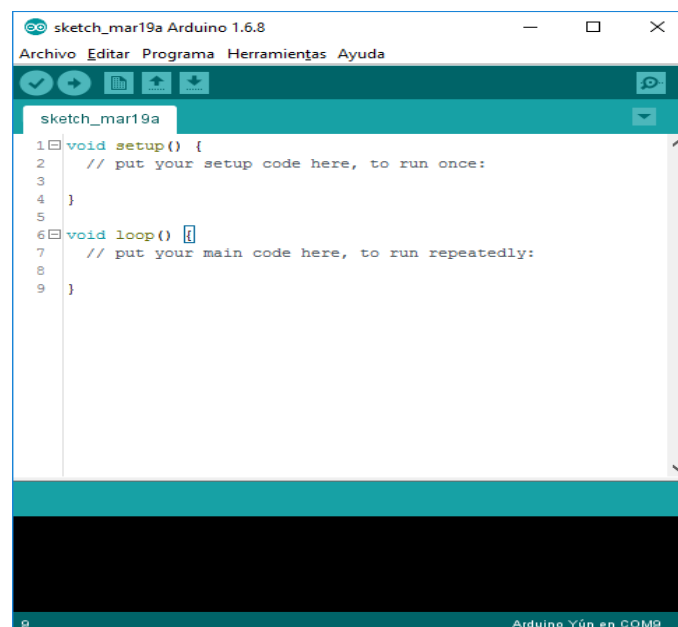 sketch_mar19a Arduino 1.6.8
Archivo Editar Programa Herramientas Ayuda
sketch_mar19a
1 void setup() {
2 // put your setup code here, to run once:
3
4 }
5
6 void loop() {
7 // put your main code here, to run repeatedly:
8
9 }
9 Arduino Yún en COM9